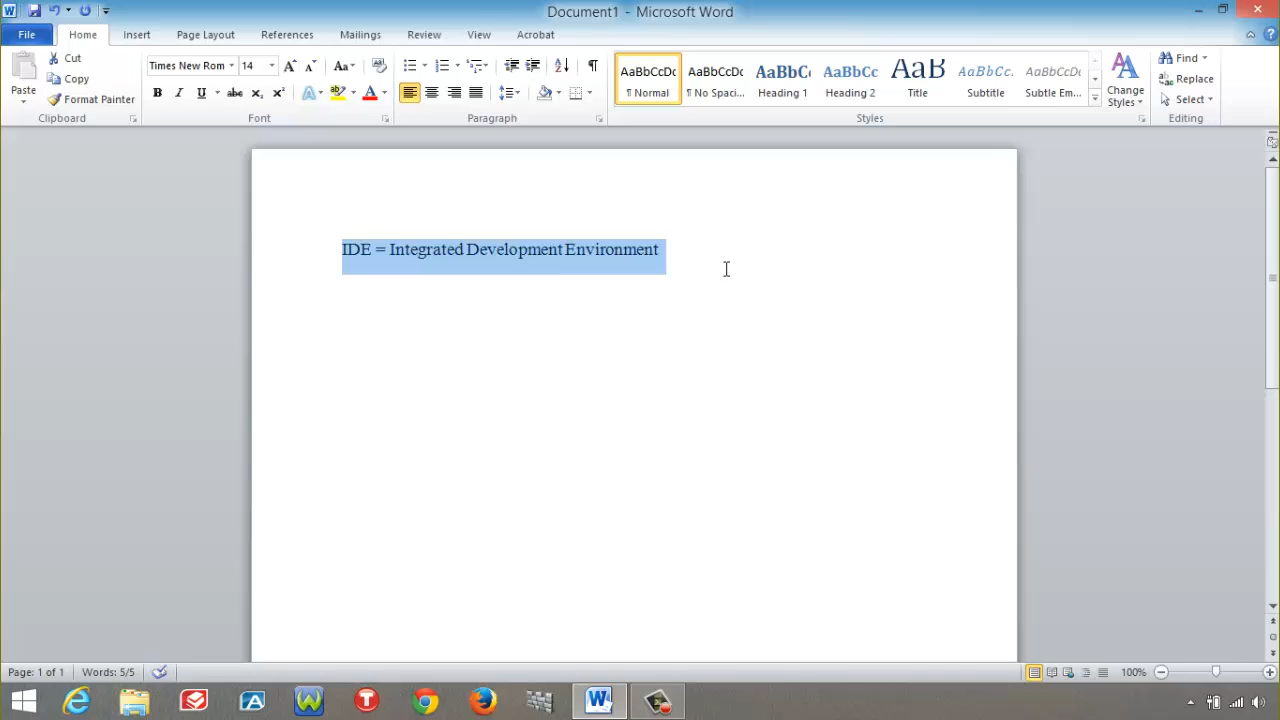 Document1 - Microsoft Word
File Home Insert Page Layout References Mailings Review View Acrobat
Paste
Cut
Copy
Format Painter
Clipboard
Times New Rom 14
Font
Paragraph
AaBbCcDc AaBbCcDc AaBbCc AaBbCc AaB AaBbCc. AaBbCcDc
¶ Normal ¶ No Spaci... Heading 1 Heading 2 Title Subtitle Subtle Em...
Change Styles
Styles
Find
Replace
Select
Editing
IDE = Integrated Development Environment
Page: 1 of 1 Words: 5/5 100%